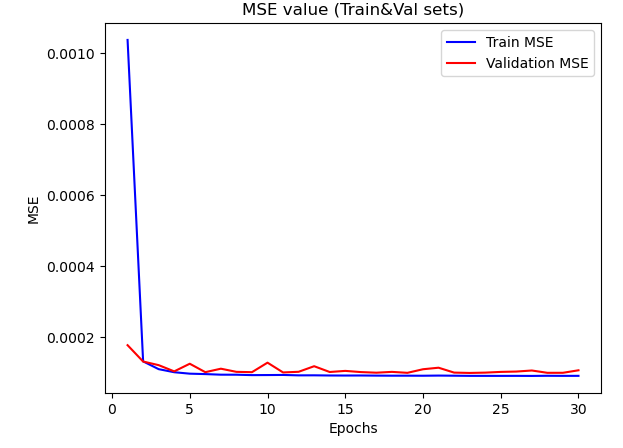 MSE value (Train&Val sets)
Train MSE
Validation MSE
0.0010
0.0008
0.0006
0.0004
0.0002
MSE
0 5 10 15 20 25 30
Epochs